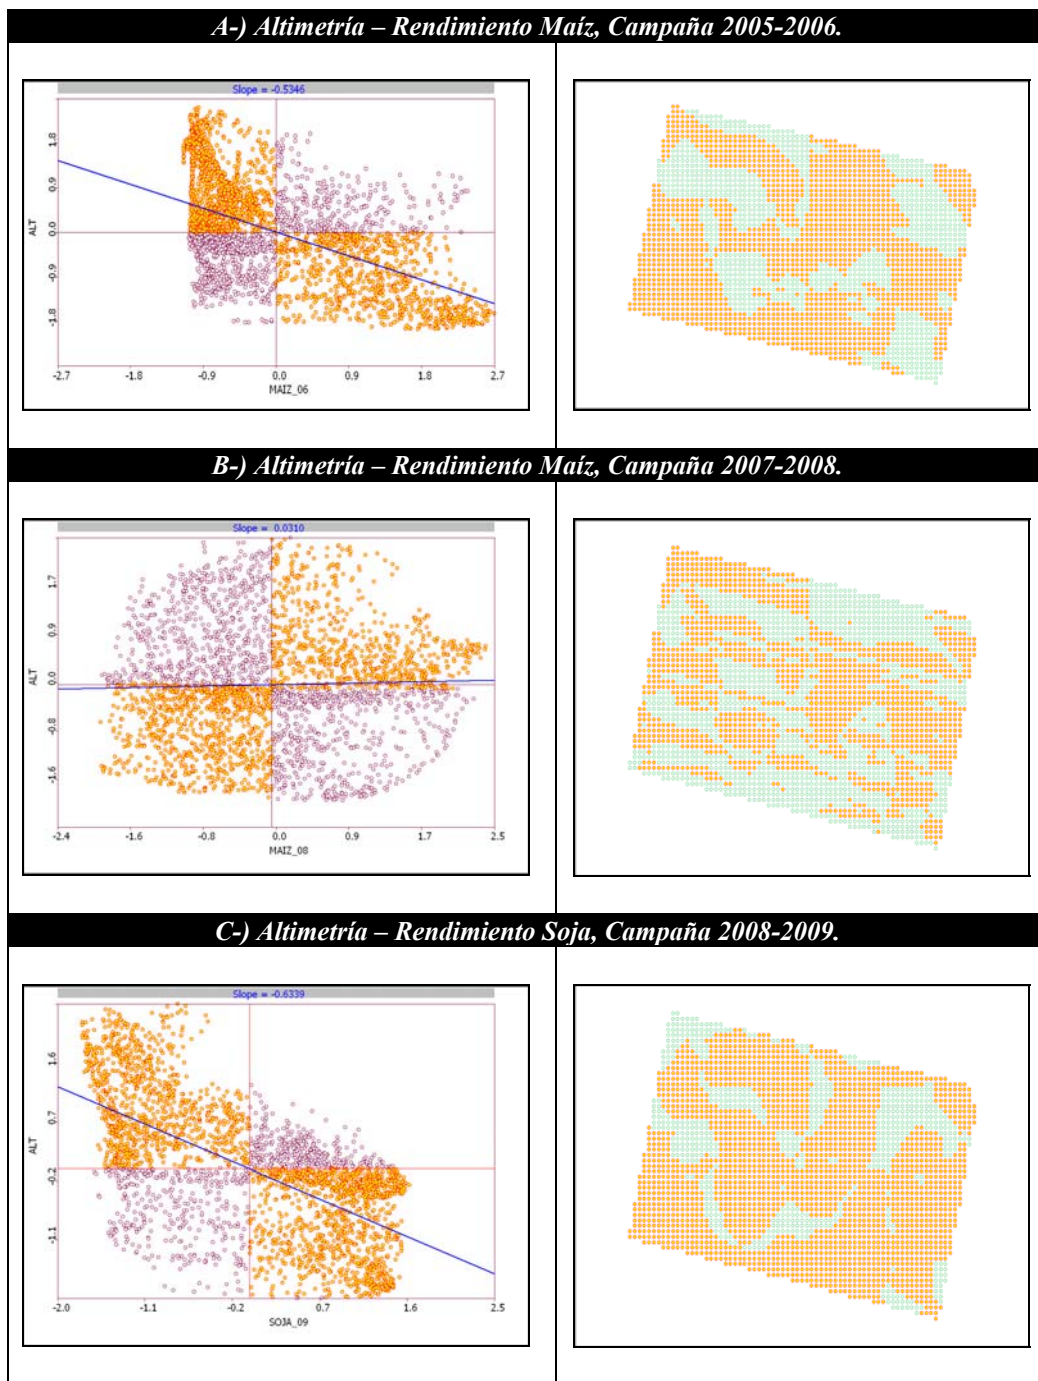 A-) Altimetría – Rendimiento Maíz, Campaña 2005-2006.
Slope = -0.5346
ALT
1.8
0.9
0.0
-0.9
-1.8
-2.7 -1.8 -0.9 0.0 0.9 1.8 2.7
MAIZ_06
B-) Altimetría – Rendimiento Maíz, Campaña 2007-2008.
Slope = 0.0310
ALT
1.7
0.9
0.0
-0.8
-1.6
-2.4 -1.6 -0.8 0.0 0.9 1.7 2.5
MAIZ_08
C-) Altimetría – Rendimiento Soja, Campaña 2008-2009.
Slope = -0.6339
ALT
1.6
0.7
-0.2
-1.1
-2.0 -1.1 -0.2 0.7 1.6 2.5
SOJA_09